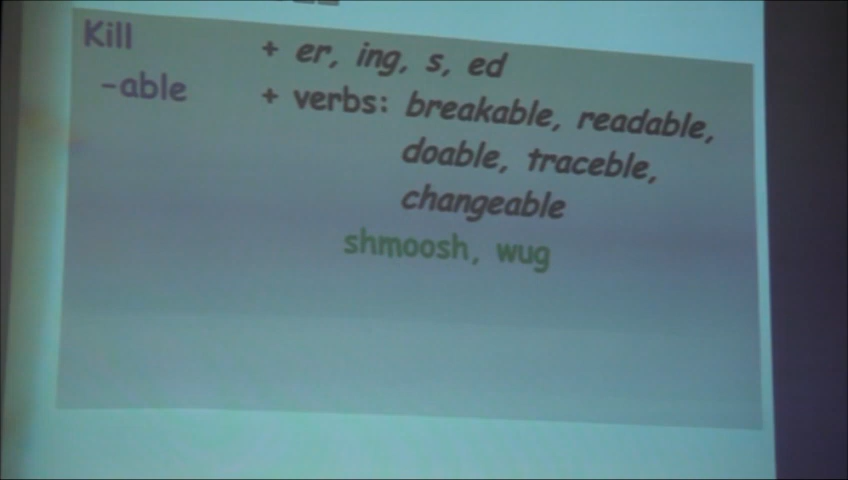 Kill + er, ing, s, ed
-able + verbs: breakable, readable,
doable, traceble,
changeable
shmoosh, wug